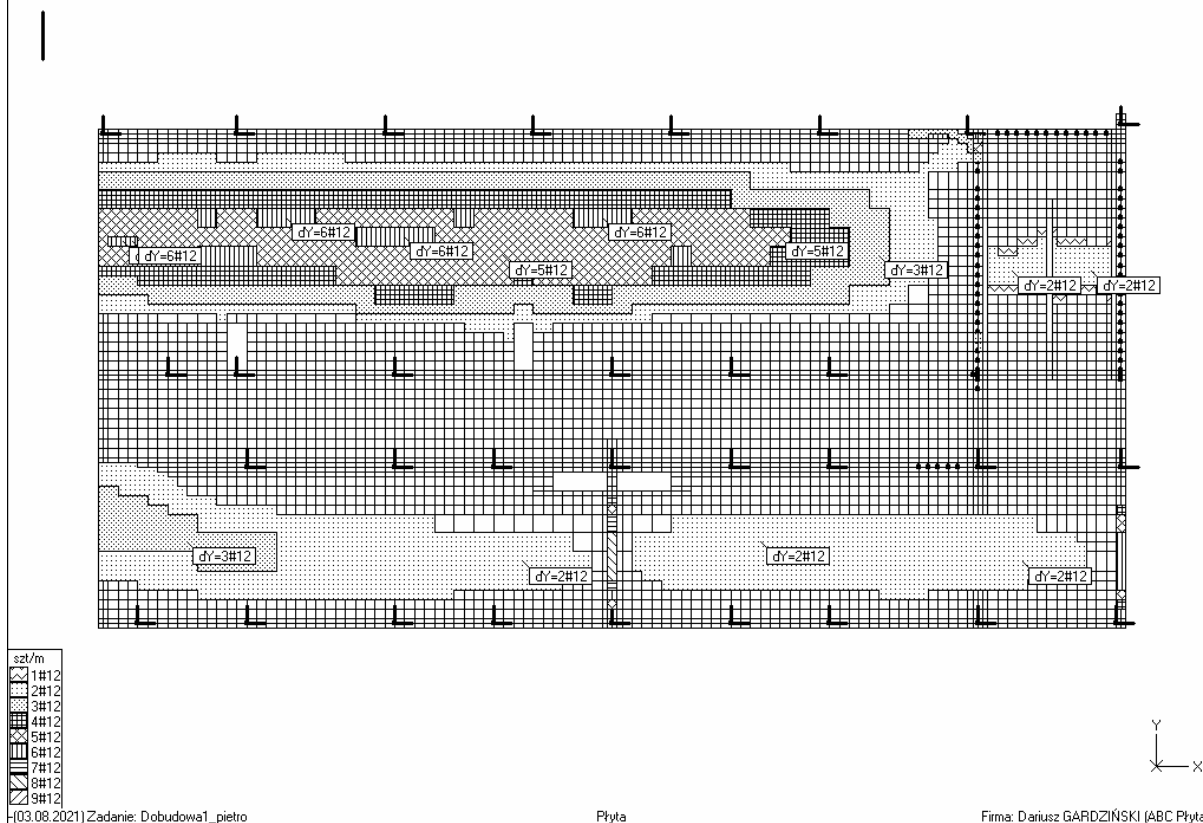 dY=6#12
dY=6#12
dY=6#12
dY=6#12
dY=5#12
dY=5#12
dY=3#12
dY=2#12
dY=2#12
dY=3#12
dY=2#12
dY=2#12
dY=2#12
szt/m
1#12
2#12
3#12
4#12
5#12
6#12
7#12
8#12
9#12
Y
X
(03.08.2021) Zadanie: Dobudowa1_pietro
Płyta
Firma: Dariusz GARDZIŃSKI (ABC Płyta